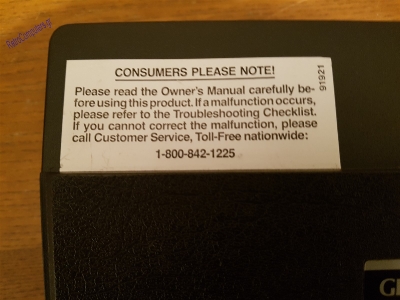 CONSUMERS PLEASE NOTE!
Please read the Owner's Manual carefully be-
fore using this product. If a malfunction occurs,
please refer to the Troubleshooting Checklist.
If you cannot correct the malfunction, please
call Customer Service, Toll-Free nationwide:
1-800-842-1225
91921